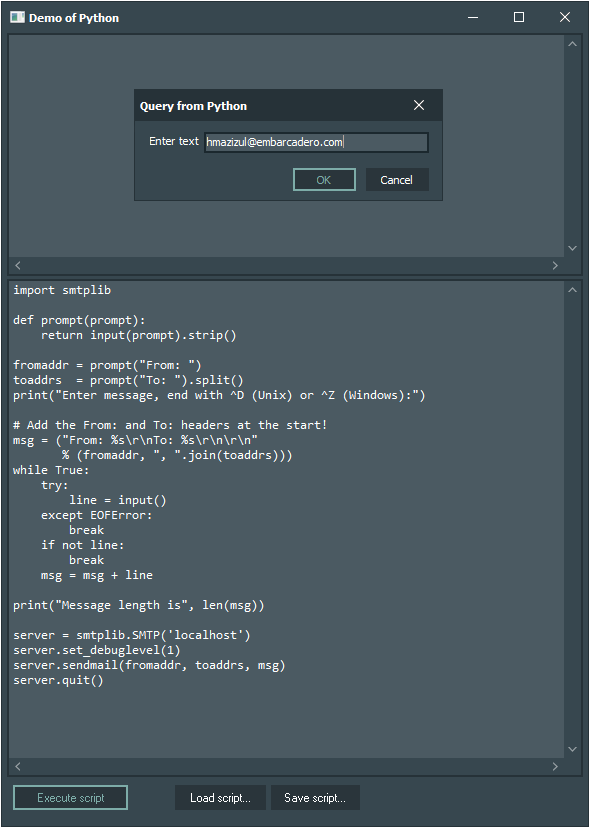 Demo of Python
Query from Python
Enter text hmazizul@embarcadero.com
OK Cancel
import smtplib

def prompt(prompt):
    return input(prompt).strip()

fromaddr = prompt("From: ")
toaddrs  = prompt("To: ").split()
print("Enter message, end with ^D (Unix) or ^Z (Windows):")

# Add the From: and To: headers at the start!
msg = ("From: %s\r\nTo: %s\r\n\r\n"
       % (fromaddr, ", ".join(toaddrs)))
while True:
    try:
        line = input()
    except EOFError:
        break
    if not line:
        break
    msg = msg + line

print("Message length is", len(msg))

server = smtplib.SMTP('localhost')
server.set_debuglevel(1)
server.sendmail(fromaddr, toaddrs, msg)
server.quit()
Execute script Load script... Save script...